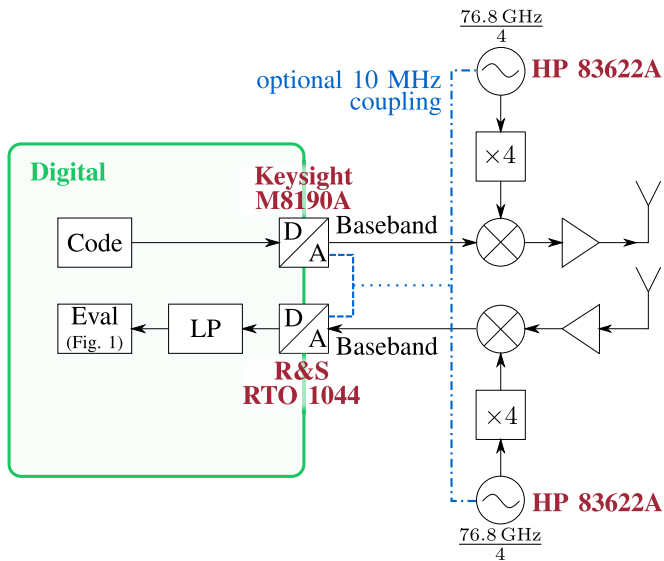 76.8 GHz
4
HP 83622A
optional 10 MHz
coupling
×4
Digital
Keysight
M8190A
Code
D
A
Baseband
Eval
(Fig. 1)
LP
D
A
Baseband
R&S
RTO 1044
×4
HP 83622A
76.8 GHz
4